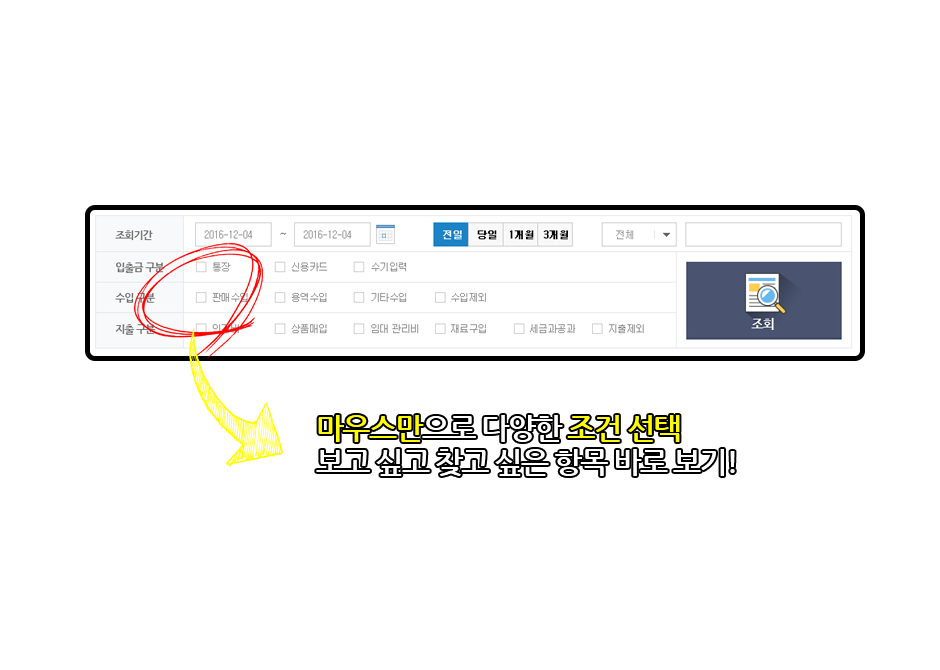 조회기간 2016-12-04 ~ 2016-12-04 전일 당일 1개월 3개월 전체
입출금 구분 통장 신용카드 수기입력
수입 구분 판매수입 용역수입 기타수입 수입제외
지출 구분 상품매입 임대 관리비 재료구입 세금과공과 지출제외
조회
마우스만으로 다양한 조건 선택
보고 싶고 찾고 싶은 항목 바로 보기!